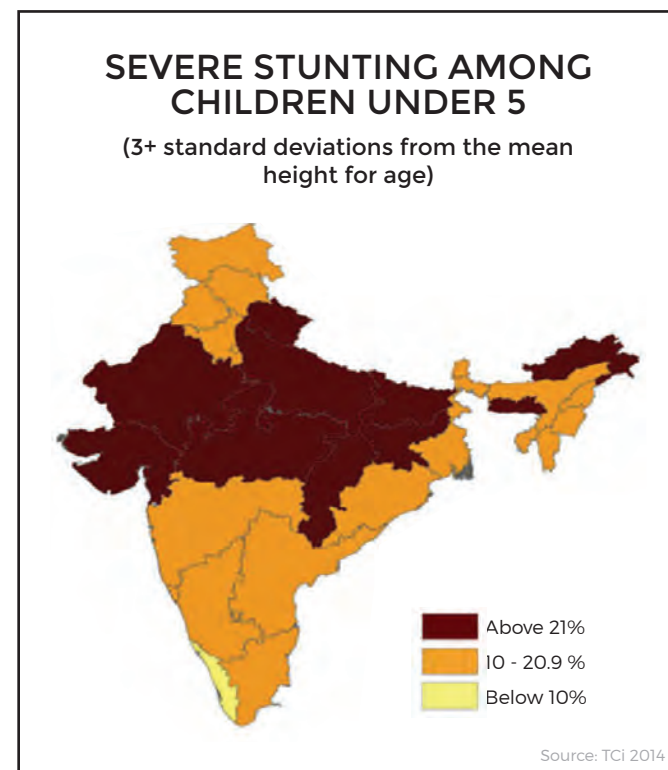 SEVERE STUNTING AMONG
CHILDREN UNDER 5
(3+ standard deviations from the mean
height for age)
Above 21%
10 - 20.9 %
Below 10%
Source: TCi 2014